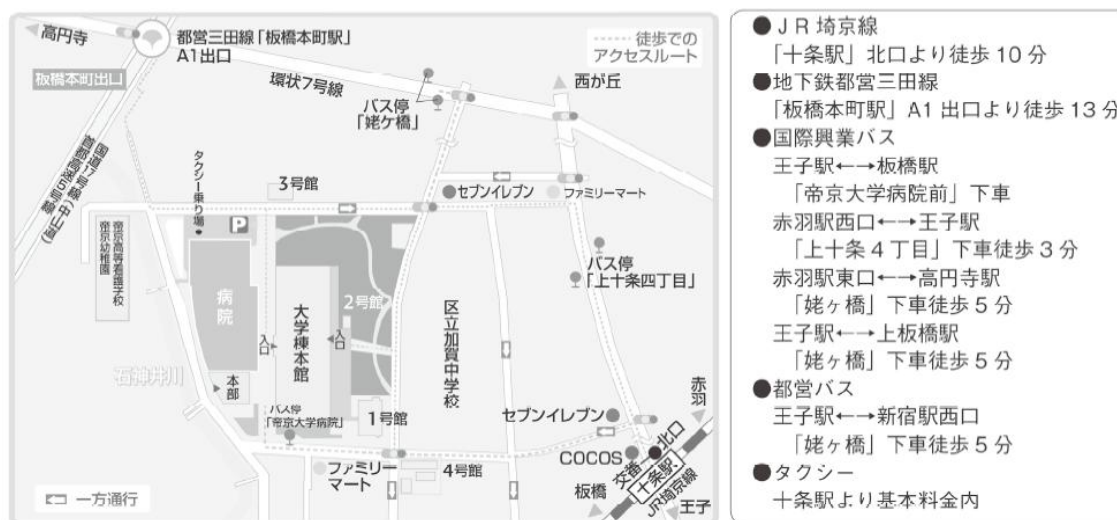 高円寺
都営三田線「板橋本町駅」
A1出口
徒歩での
アクセスルート
板橋本町出口
環状7号線
西が丘
バス停
「姥ケ橋」
国道17号線(中山道)
首都高速5号線
タクシー乗り場
3号館
セブンイレブン
ファミリーマート
P
帝京高等看護学校
帝京幼稚園
病院
大学棟本館
2号館
入口
入口
区立加賀中学校
バス停
「上十条四丁目」
石神井川
本部
バス停
「帝京大学病院」
1号館
セブンイレブン
赤羽
北口
COCOS
交番
十条駅
JR埼京線
ファミリー
マート
4号館
板橋
王子
一方通行
●JR埼京線
「十条駅」北口より徒歩10分
●地下鉄都営三田線
「板橋本町駅」A1出口より徒歩13分
●国際興業バス
王子駅←→板橋駅
「帝京大学病院前」下車
赤羽駅西口←→王子駅
「上十条4丁目」下車徒歩3分
赤羽駅東口←→高円寺駅
「姥ヶ橋」下車徒歩5分
王子駅←→上板橋駅
「姥ヶ橋」下車徒歩5分
●都営バス
王子駅←→新宿駅西口
「姥ヶ橋」下車徒歩5分
●タクシー
十条駅より基本料金内